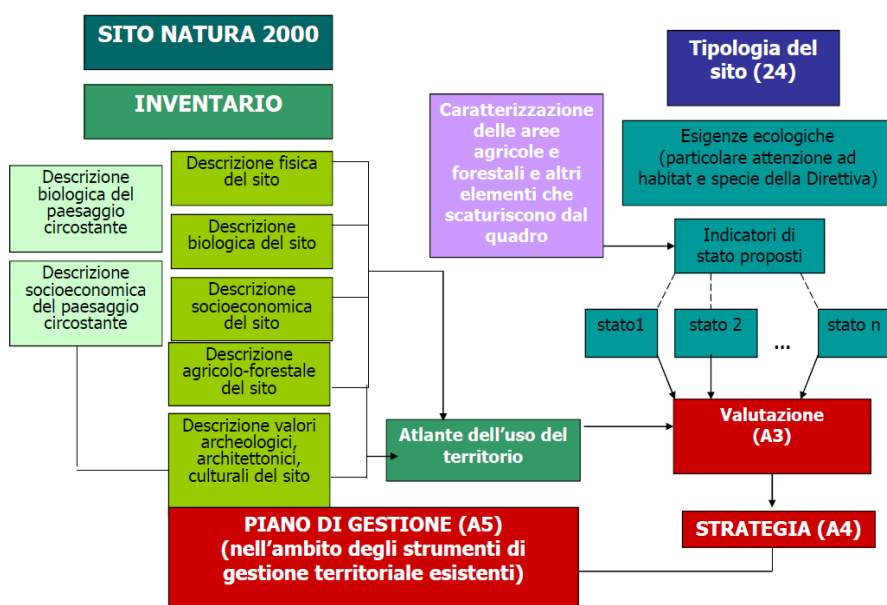 SITO NATURA 2000
INVENTARIO
Descrizione
biologica del
paesaggio
circostante
Descrizione
socioeconomica
del paesaggio
circostante
Descrizione fisica
del sito
Descrizione
biologica del sito
Descrizione
socioeconomica
del sito
Descrizione
agricolo-forestale
del sito
Descrizione valori
archeologici,
architettonici,
culturali del sito
Caratterizzazione
delle aree
agricole e
forestali e altri
elementi che
scaturiscono dal
quadro
Tipologia del
sito (24)
Esigenze ecologiche
(particolare attenzione ad
habitat e specie della Direttiva)
Indicatori di
stato proposti
stato1
stato 2
...
stato n
Atlante dell'uso del
territorio
Valutazione
(A3)
STRATEGIA (A4)
PIANO DI GESTIONE (A5)
(nell'ambito degli strumenti di
gestione territoriale esistenti)